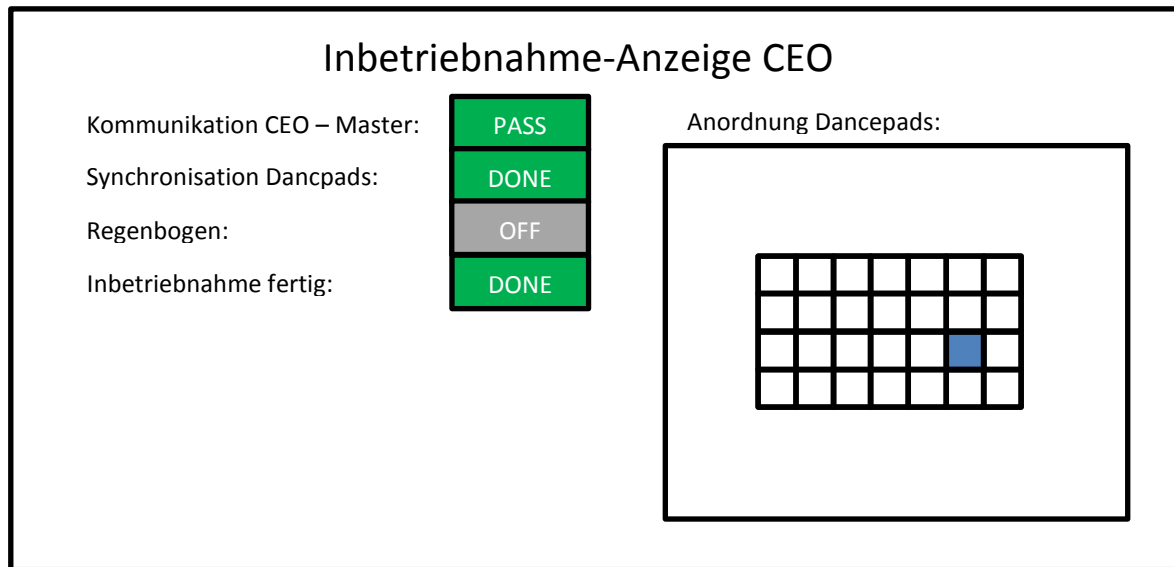 Inbetriebnahme-Anzeige CEO
Kommunikation CEO – Master: PASS
Synchronisation Dancpads: DONE
Regenbogen: OFF
Inbetriebnahme fertig: DONE
Anordnung Dancepads: